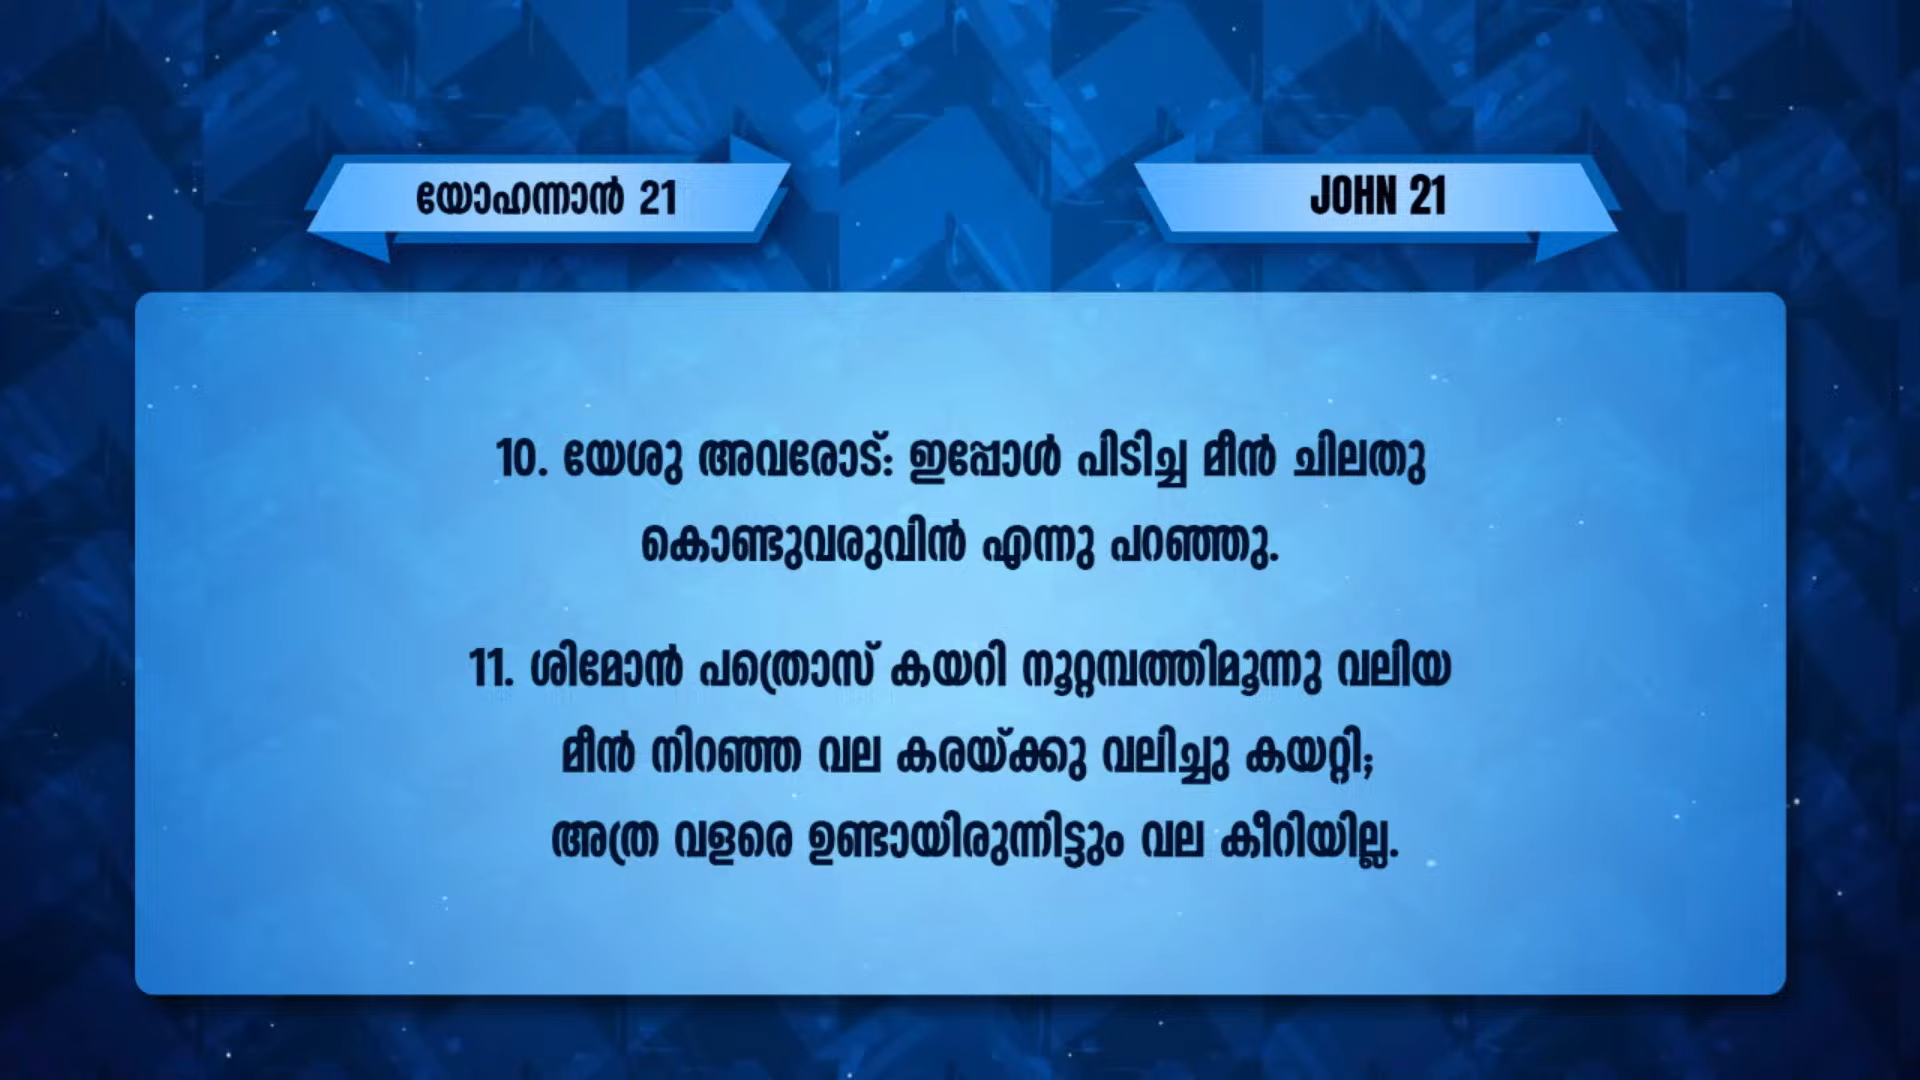 യോഹന്നാൻ 21
JOHN 21
10. യേശു അവരോട്: ഇപ്പോൾ പിടിച്ച മീൻ ചിലതു
കൊണ്ടുവരുവിൻ എന്നു പറഞ്ഞു.
11. ശിമോൻ പത്രൊസ് കയറി നൂറ്റമ്പത്തിമൂന്നു വലിയ
മീൻ നിറഞ്ഞ വല കരയ്ക്കു വലിച്ചു കയറ്റി;
അത്ര വളരെ ഉണ്ടായിരുന്നിട്ടും വല കീറിയില്ല.